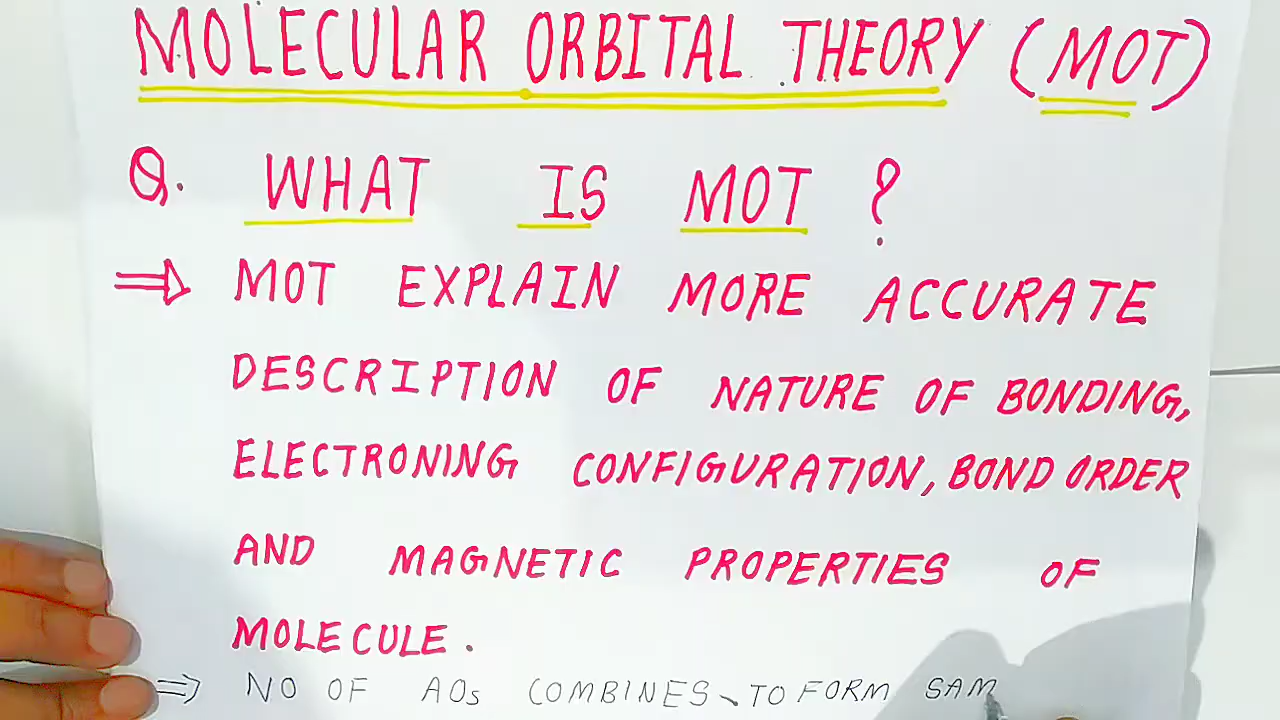 MOLECULAR ORBITAL THEORY (MOT)
Q. WHAT IS MOT ?
⇒ MOT EXPLAIN MORE ACCURATE
DESCRIPTION OF NATURE OF BONDING,
ELECTRONING CONFIGURATION, BOND ORDER
AND MAGNETIC PROPERTIES OF
MOLECULE.
⇒ NO OF AOs COMBINES TO FORM SAM